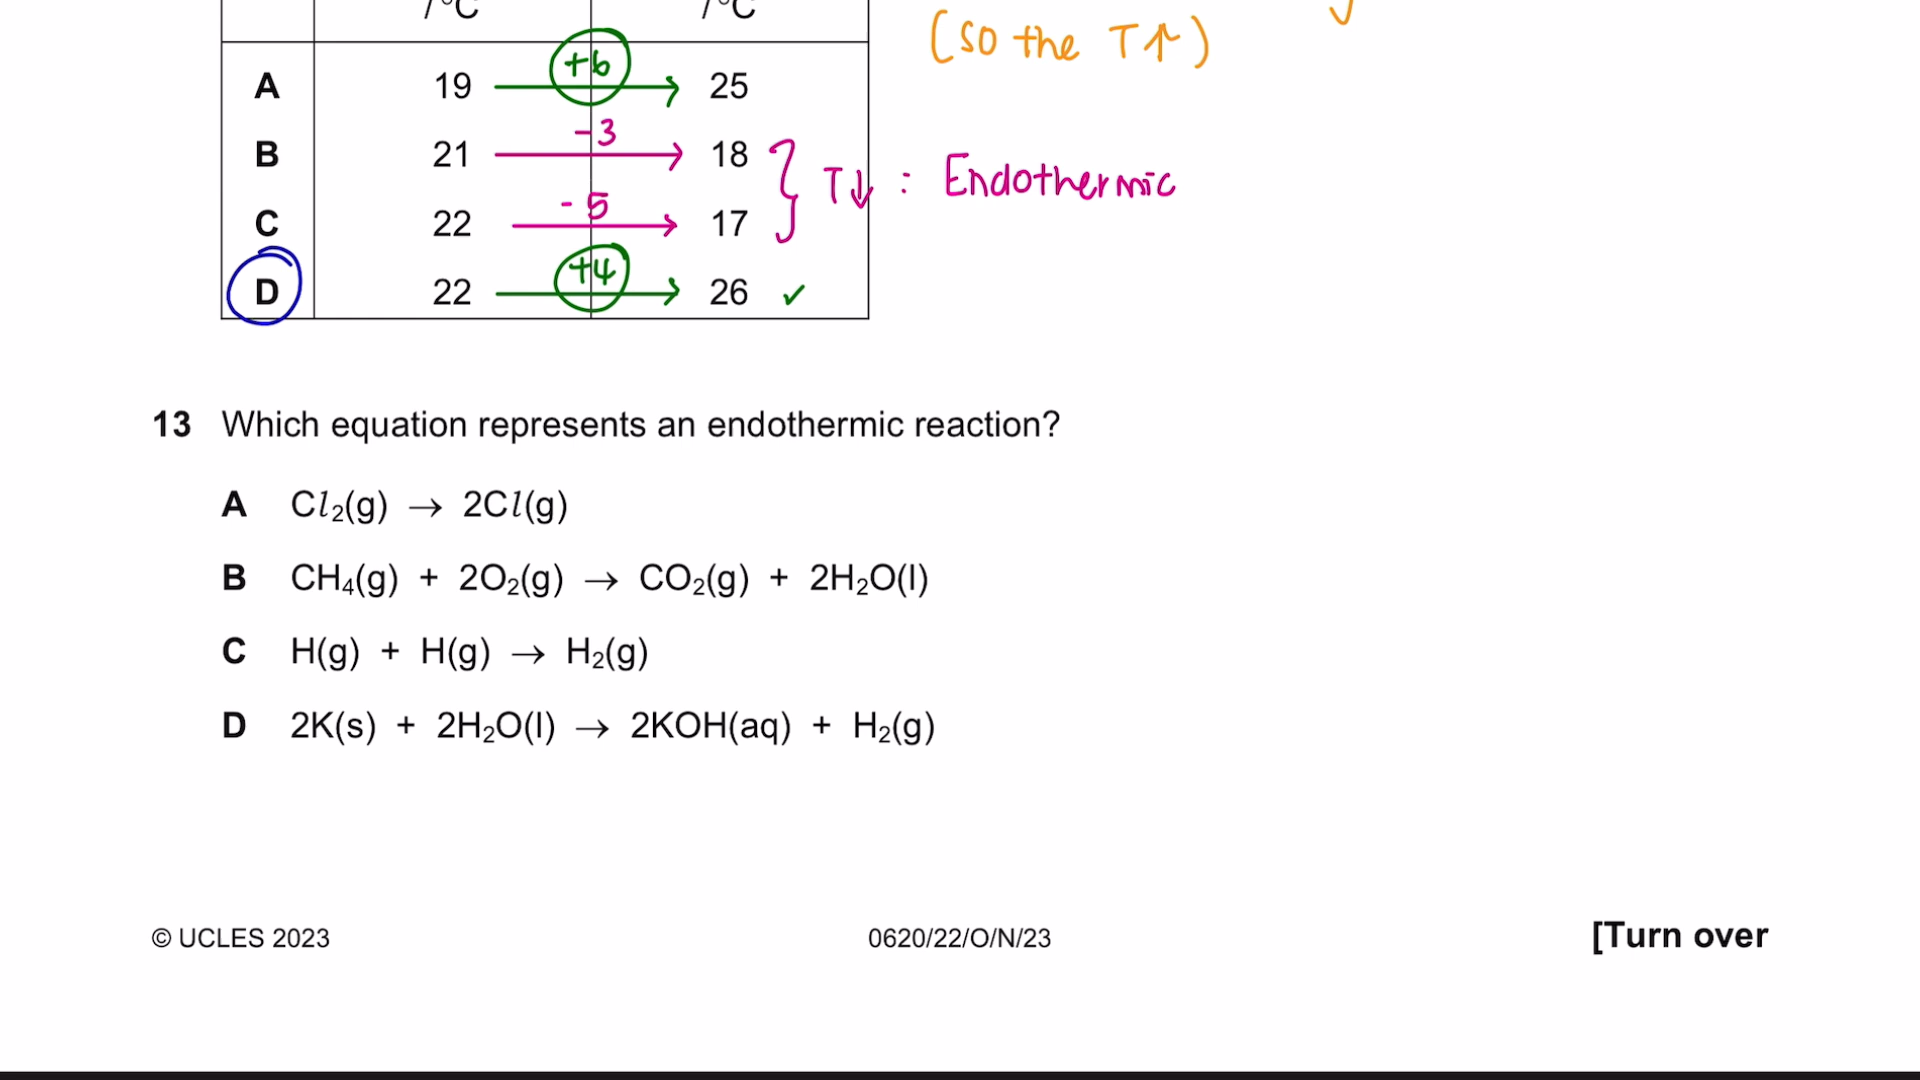 /°C /°C
(so the T↑)
A 19 +6 25
B 21 -3 18
T↓ : Endothermic
C 22 -5 17
D 22 +4 26 ✓
13 Which equation represents an endothermic reaction?
A Cl₂(g) → 2Cl(g)
B CH₄(g) + 2O₂(g) → CO₂(g) + 2H₂O(l)
C H(g) + H(g) → H₂(g)
D 2K(s) + 2H₂O(l) → 2KOH(aq) + H₂(g)
© UCLES 2023 0620/22/O/N/23 [Turn over